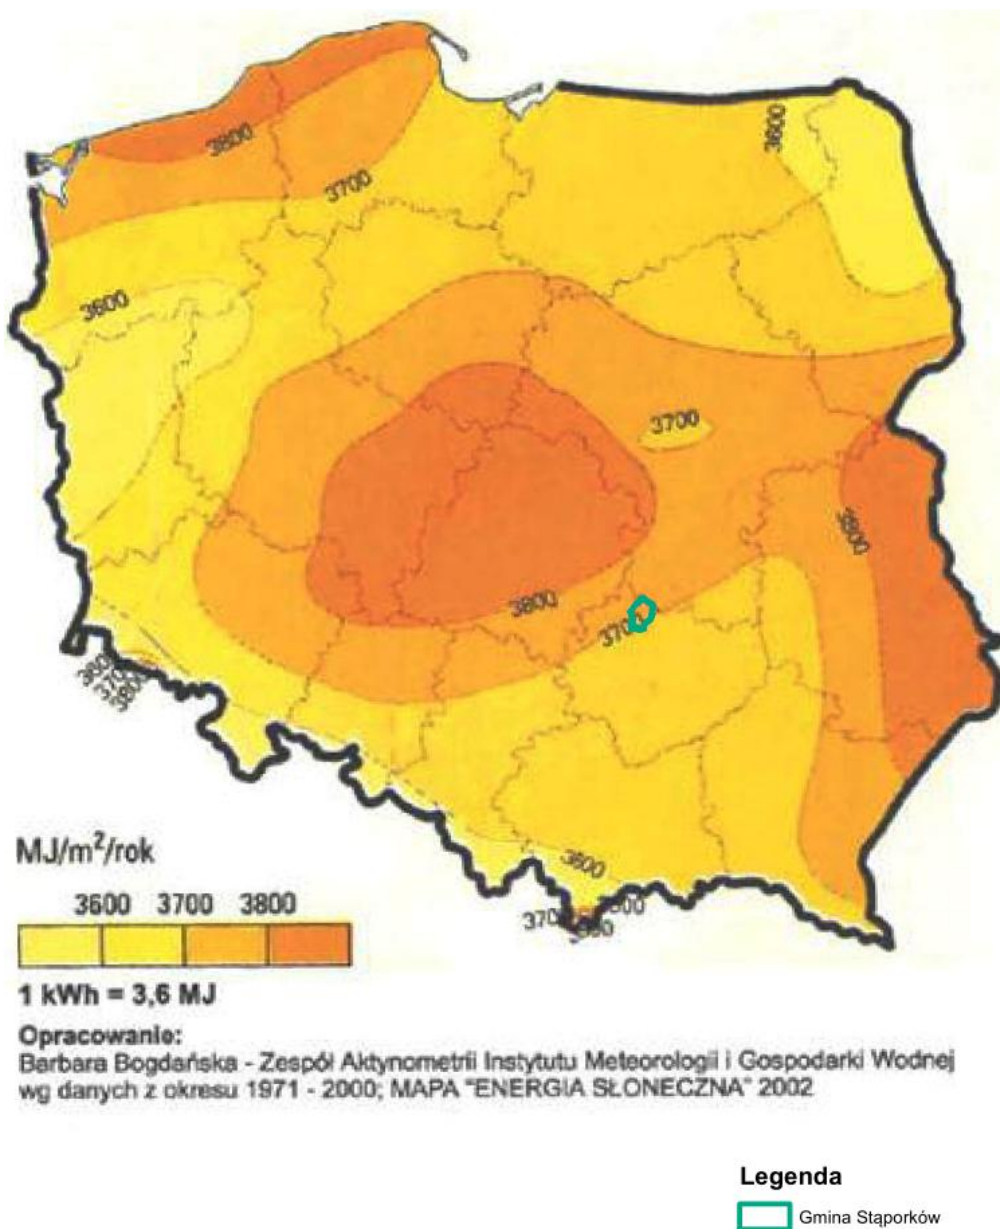 3800
3700
3600
3600
3700
3800
3800
3700
3600
3700
3800
3600
MJ/m²/rok
3600 3700 3800
1 kWh = 3,6 MJ
Opracowanie:
Barbara Bogdańska - Zespół Aktynometrii Instytutu Meteorologii i Gospodarki Wodnej
wg danych z okresu 1971 - 2000; MAPA "ENERGIA SŁONECZNA" 2002
Legenda
Gmina Stąporków